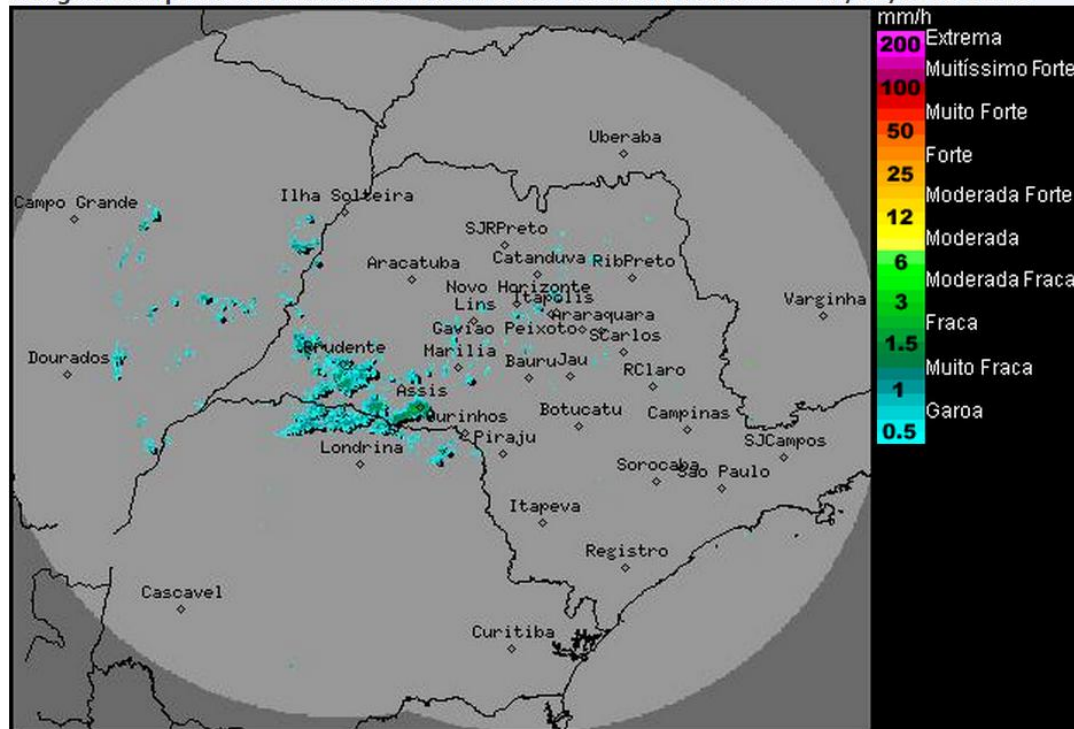 mm/h
200 Extrema
Muitíssimo Forte
100
Muito Forte
50
Forte
25
Moderada Forte
12
Moderada
6
Moderada Fraca
3
Fraca
1.5
Muito Fraca
1
Garoa
0.5
Uberaba
Campo Grande
Ilha Solteira
SJRPreto
Aracatuba
Catanduva
RibPreto
Novo Horizonte
Lins
Itapolis
Varginha
Araraquara
Gaviao Peixoto
SCarlos
Dourados
Prudente
Marilia
Bauru
Jau
RClaro
Assis
Botucatu
Campinas
Ourinhos
Londrina
Piraju
SJCampos
Sorocaba
Sao Paulo
Itapeva
Registro
Cascavel
Curitiba